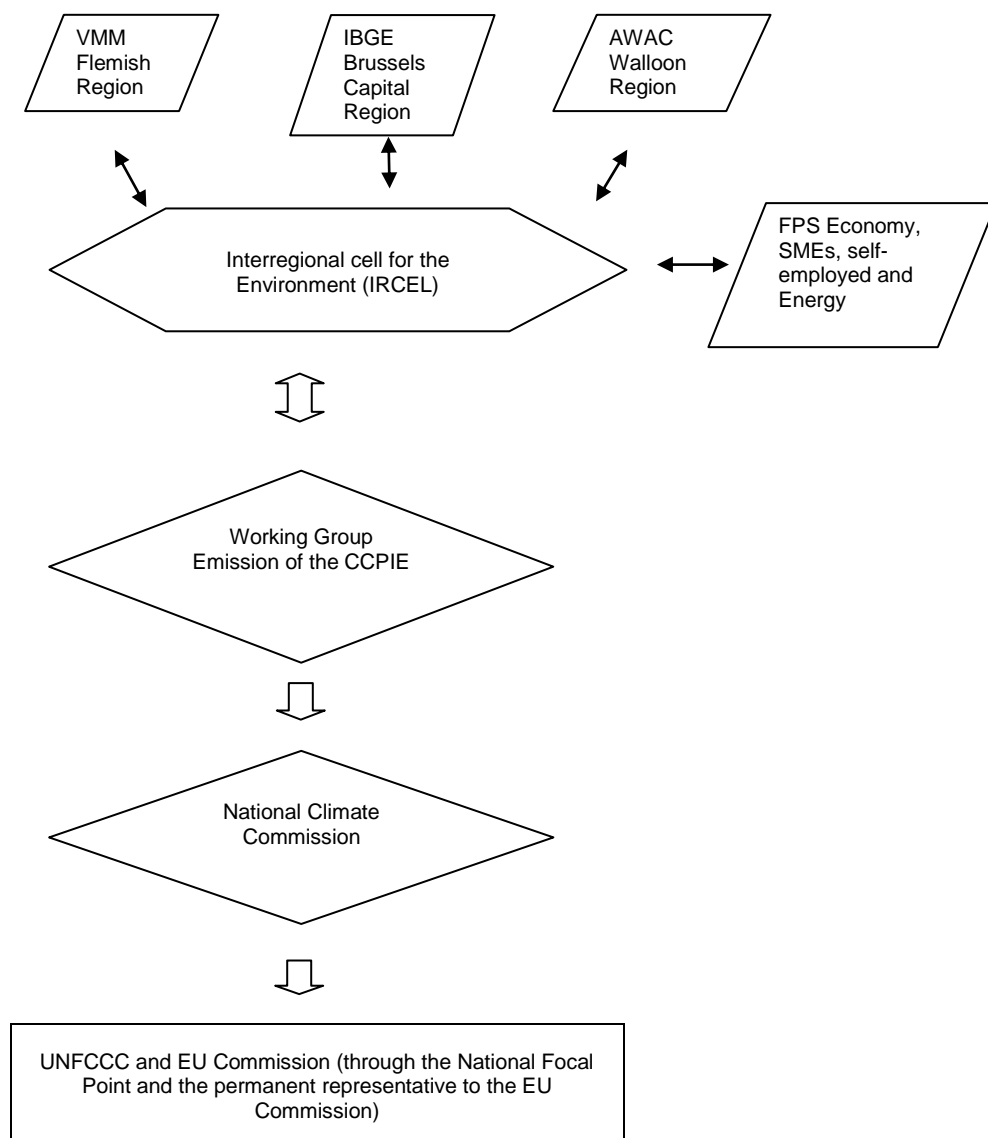 VMM
Flemish
Region
IBGE
Brussels
Capital
Region
AWAC
Walloon
Region
FPS Economy,
SMEs, self-
employed and
Energy
Interregional cell for the
Environment (IRCEL)
Working Group
Emission of the CCPIE
National Climate
Commission
UNFCCC and EU Commission (through the National Focal
Point and the permanent representative to the EU
Commission)